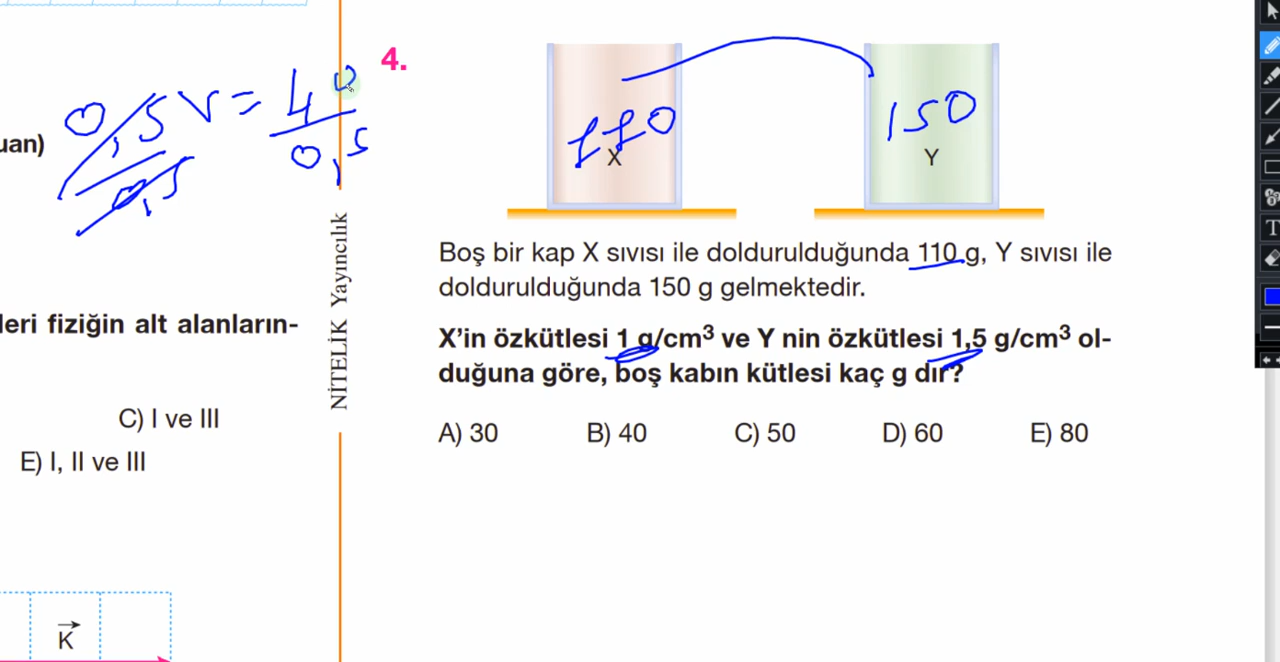 uan)
0,5 V = 40
0,5
0,5
leri fiziğin alt alanların-
C) I ve III
E) I, II ve III
K
NİTELİK Yayıncılık
4.
110
150
X
Y
Boş bir kap X sıvısı ile doldurulduğunda 110 g, Y sıvısı ile
doldurulduğunda 150 g gelmektedir.
X’in özkütlesi 1 g/cm³ ve Y nin özkütlesi 1,5 g/cm³ ol-
duğuna göre, boş kabın kütlesi kaç g dır?
A) 30 B) 40 C) 50 D) 60 E) 80